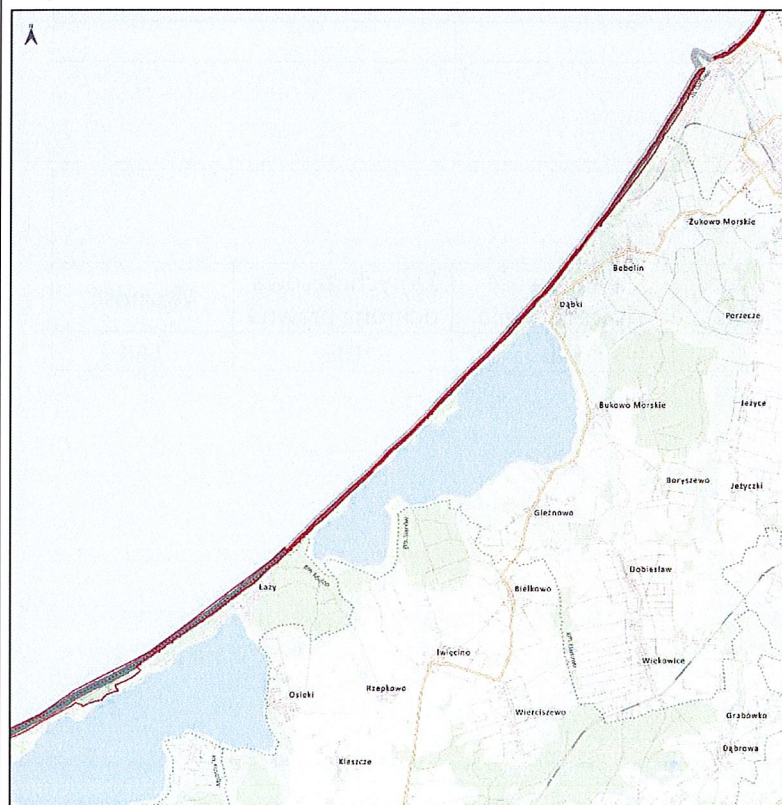 N
Żukowo Morskie
Bobolin
Dąbki
Porzecze
Bukowo Morskie
Jeżyce
Boryszewo
Jeżyczki
Gleźnowo
Dobiesław
Łazy
Bielkowo
Iwięcino
Wiekowice
Osieki
Rzepkowo
Wierciszewo
Grabówko
Dąbrowa
Kleszcze